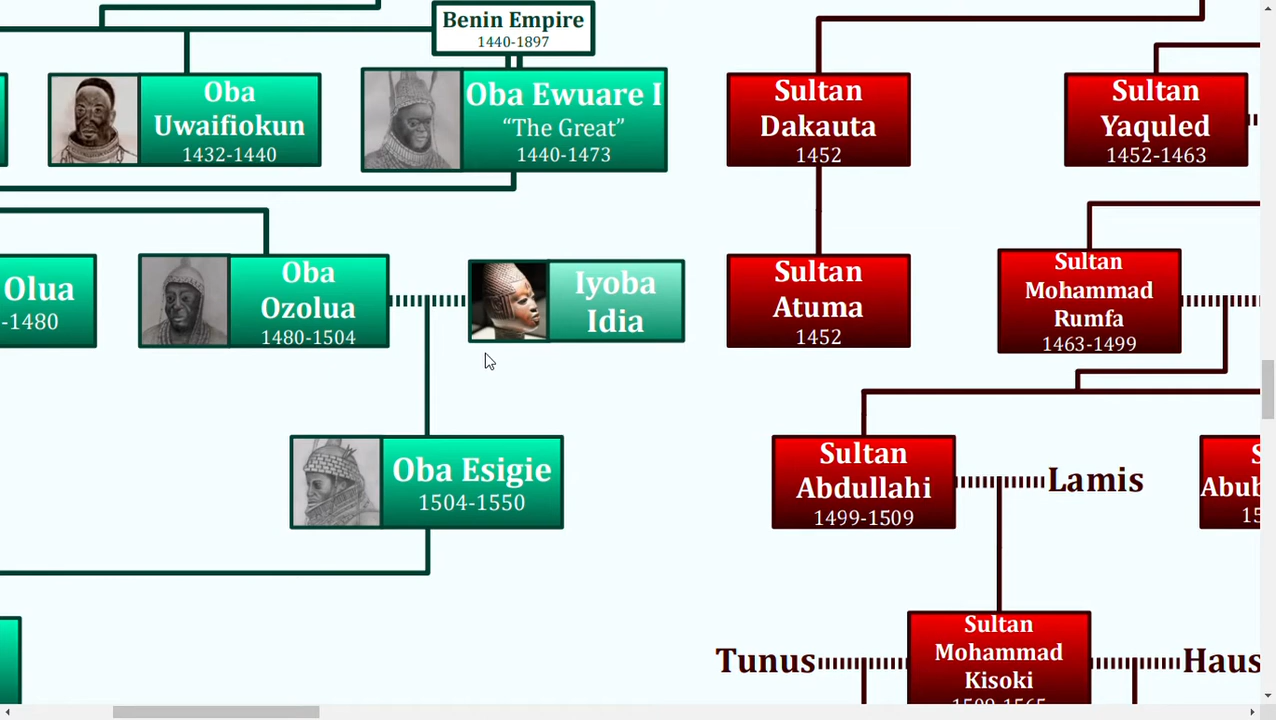 Benin Empire
1440-1897
Oba
Uwaifiokun
1432-1440
Oba Ewuare I
“The Great”
1440-1473
Sultan
Dakauta
1452
Sultan
Yaquled
1452-1463
Olua
-1480
Oba
Ozolua
1480-1504
Iyoba
Idia
Sultan
Atuma
1452
Sultan
Mohammad
Rumfa
1463-1499
Oba Esigie
1504-1550
Sultan
Abdullahi
1499-1509
Lamis
Tunus
Sultan
Mohammad
Kisoki